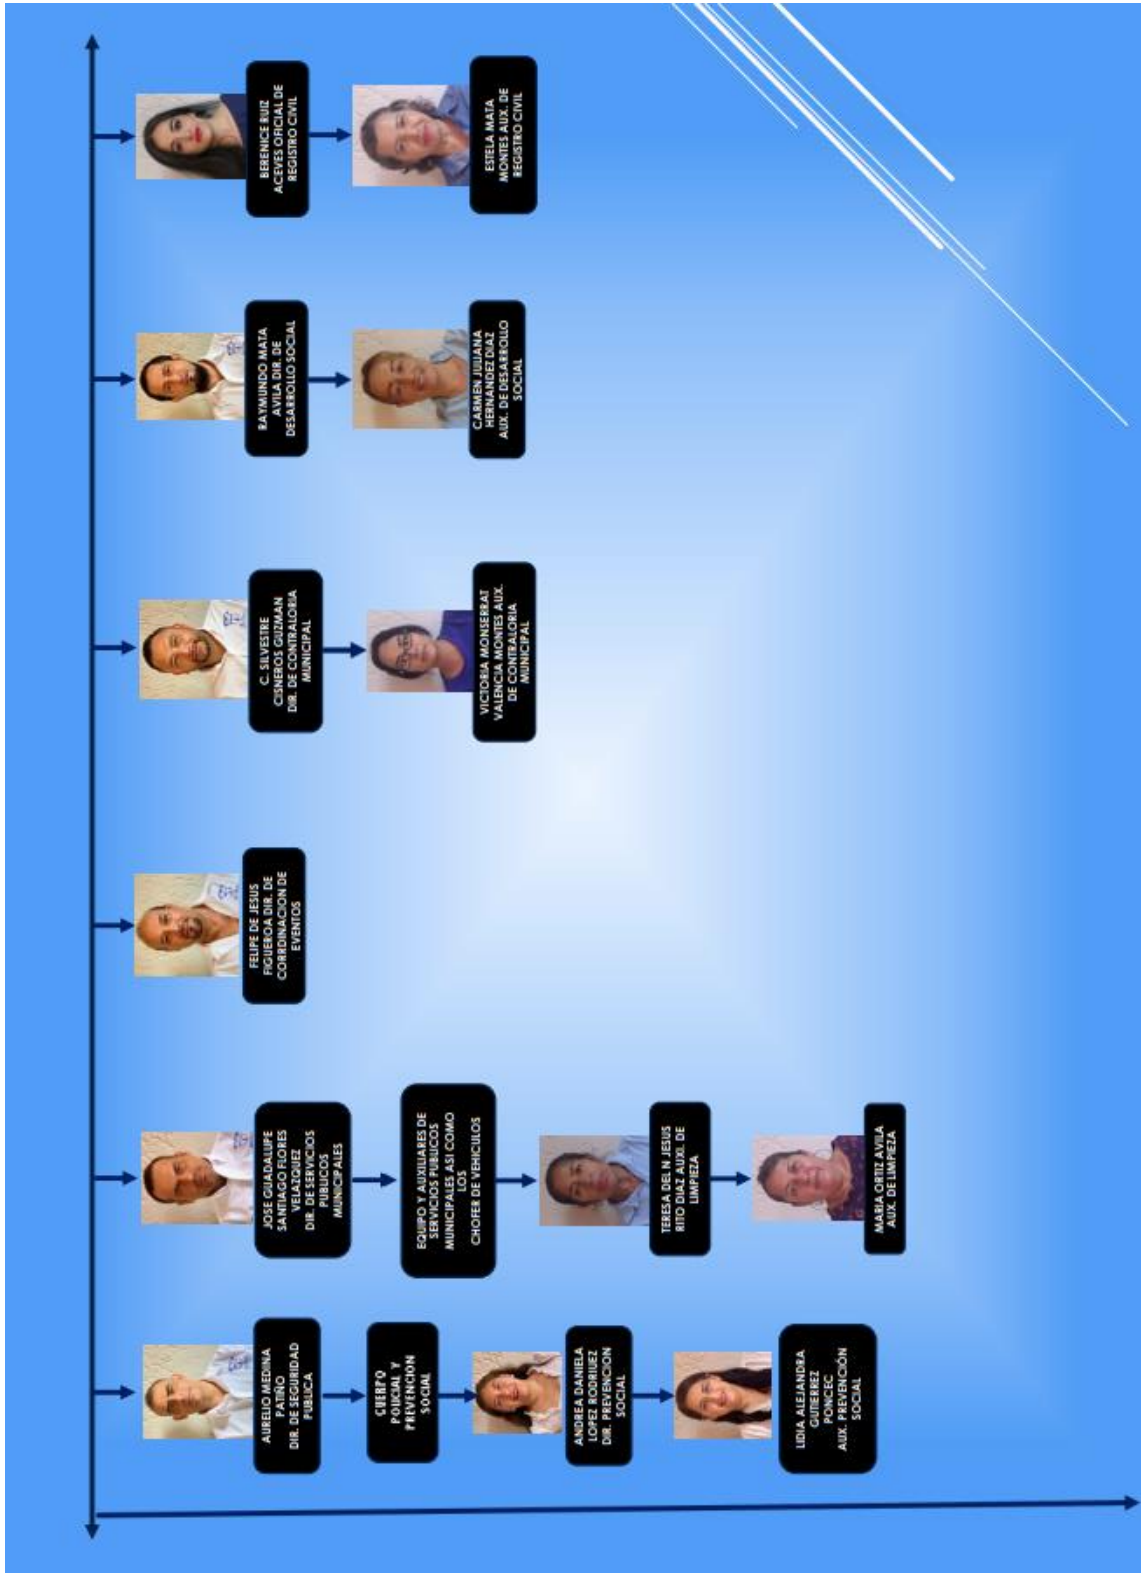 AURELIO MEDINA
PATIÑO
DIR. DE SEGURIDAD
PUBLICA
CUERPO
POLICIAL Y
PREVENCIÓN
SOCIAL
ANDREA DANIELA
LOPEZ RODRIUEZ
DIR. PREVENCION
SOCIAL
LIDIA ALEJANDRA
GUTIERREZ
PONCEC
AUX. PREVENCIÓN
SOCIAL
JOSE GUADALUPE
SANTIAGO FLORES
VELAZQUEZ
DIR. DE SERVICIOS
PUBLICOS
MUNICIPALES
EQUIPO Y AUXILIARES DE
SERVICIOS PUBLICOS
MUNICIPALES ASI COMO
LOS
CHOFER DE VEHICULOS
TERESA DEL N JESUS
RITO DIAZ AUXI. DE
LIMPIEZA
MARIA ORTIZ AVILA
AUX. DE LIMPIEZA
FELIPE DE JESUS
FIGUEROA DIR. DE
CORRDINACION DE
EVENTOS
C. SILVESTRE
CISNEROS GUZMAN
DIR. DE CONTRALORIA
MUNICIPAL
VICTORIA MONSERRAT
VALENCIA MONTES AUX.
DE CONTRALORIA
MUNICIPAL
RAYMUNDO MATA
AVILA DIR. DE
DESARROLLO SOCIAL
CARMEN JULIANA
HERNANDEZ DIAZ
AUX. DE DESARROLLO
SOCIAL
BERENICE RUIZ
ACEVES OFICIAL DE
REGISTRO CIVIL
ESTELA MATA
MONTES AUX. DE
REGISTRO CIVIL